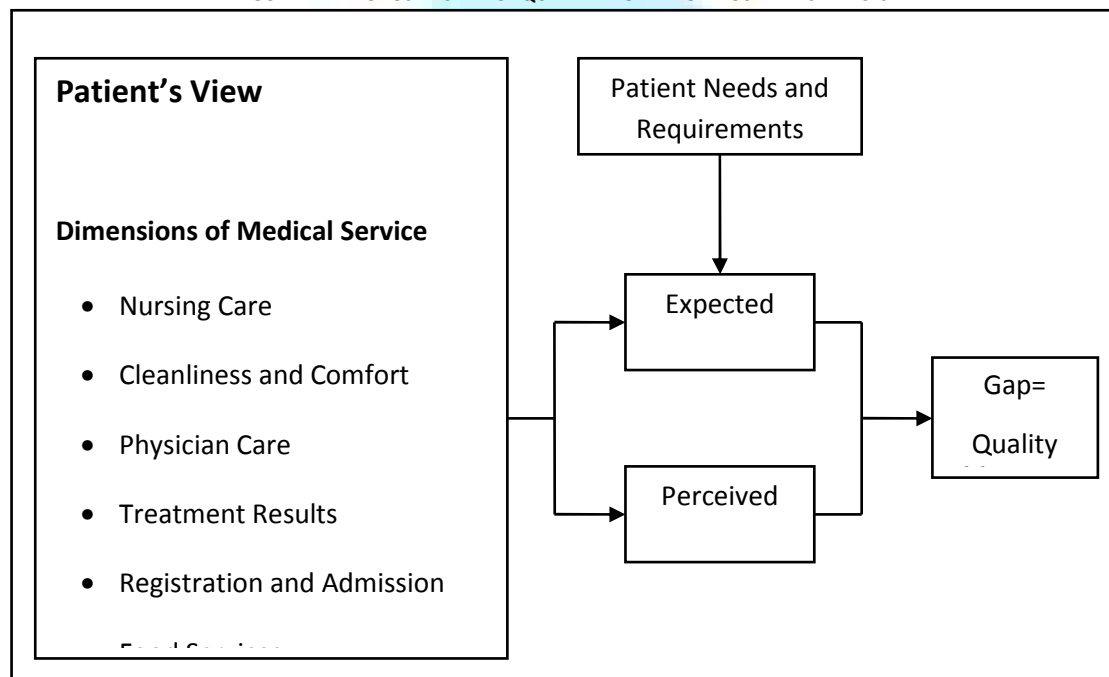 Patient’s View
Dimensions of Medical Service
• Nursing Care
• Cleanliness and Comfort
• Physician Care
• Treatment Results
• Registration and Admission
Patient Needs and
Requirements
Expected
Perceived
Gap=
Quality